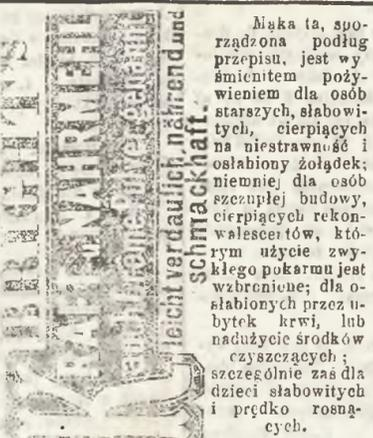 KRAFT-NÄHRMEHL
leicht verdaulich, nährend und
schmackhaft.
Mąka ta, spo-
rządzona podług
przepisu, jest wy
śmienitem poży-
wieniem dla osób
starszych, słabowi-
tych, cierpiących
na niestrawność i
osłabiony żołądek;
niemniej dla osób
szczupłej budowy,
cierpiących rekon-
walescentów, któ-
rym użycie zwy-
kłego pokarmu jest
wzbronione; dla o-
słabionych przez u-
bytek krwi, lub
nadużycie środków
czyszczących;
szczególnie zaś dla
dzieci słabowitych
i prędko rosną-
cych.